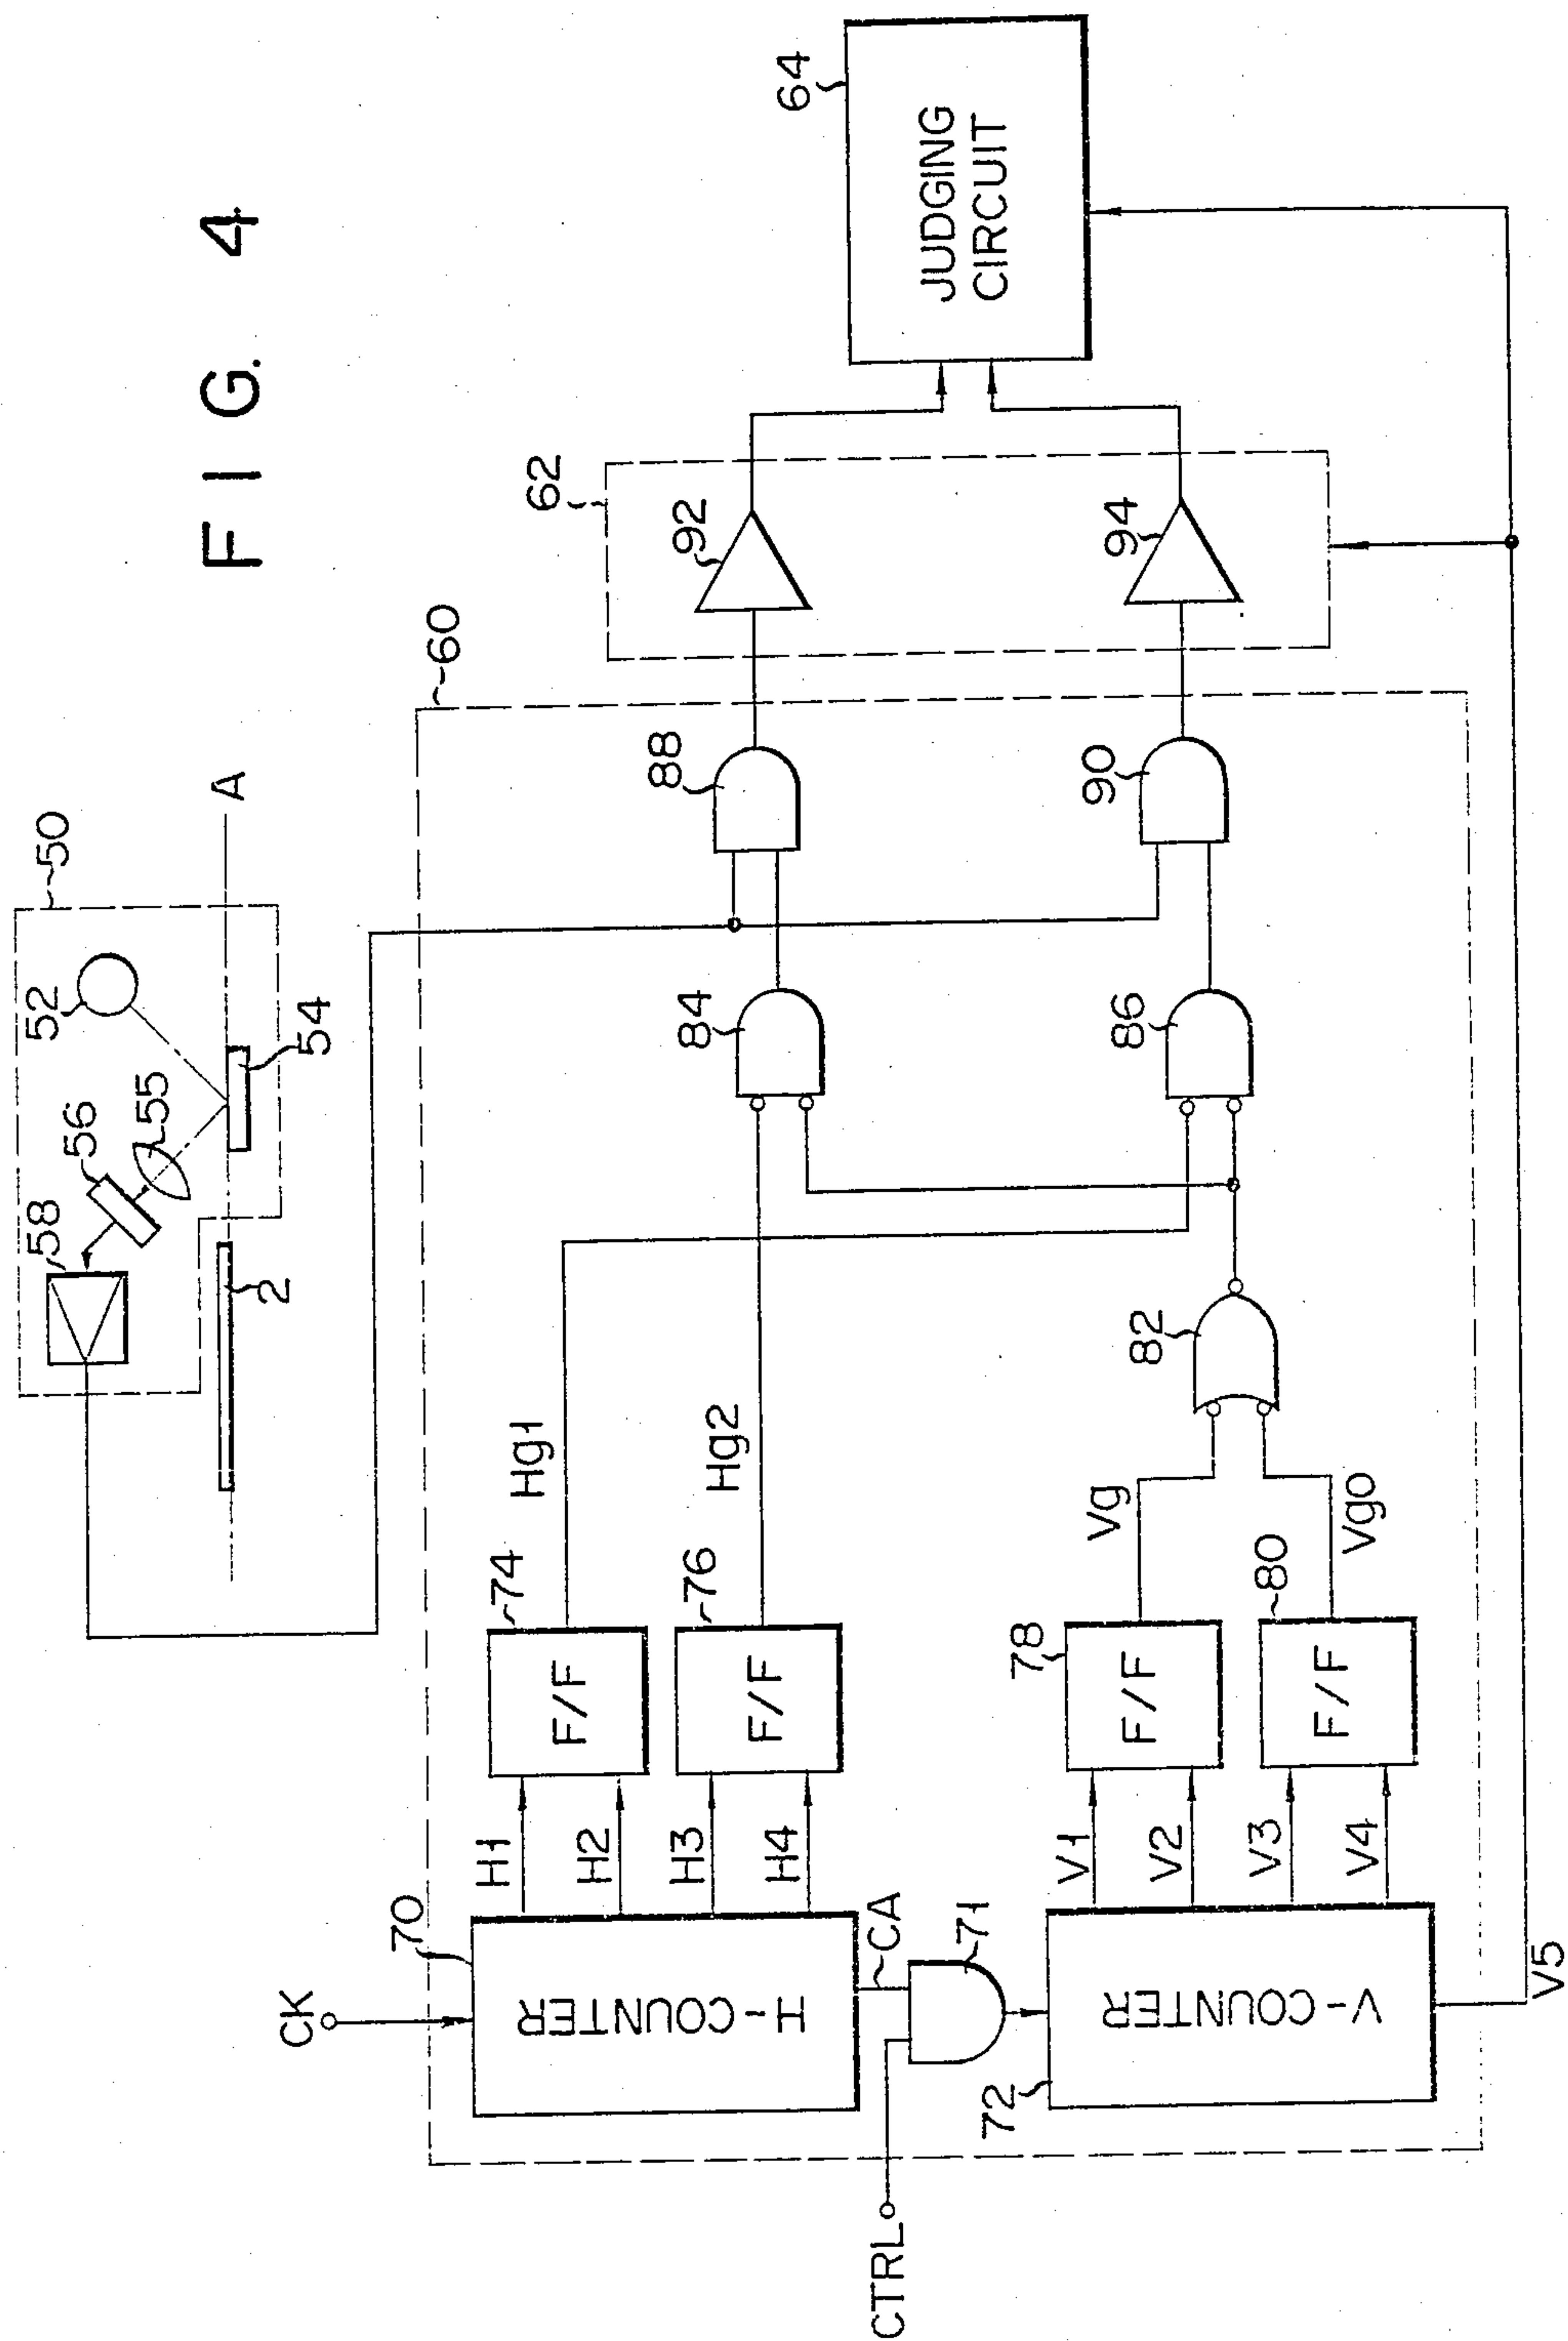 FIG. 4
50
52
54
55
56
58
2
A
60
62
64
JUDGING
CIRCUIT
92
94
88
90
84
86
82
Hg1
Hg2
Vg
Vgo
74
F/F
76
F/F
78
F/F
80
F/F
H1
H2
H3
H4
V1
V2
V3
V4
CK
70
H-COUNTER
CA
71
CTRL
72
V-COUNTER
V5